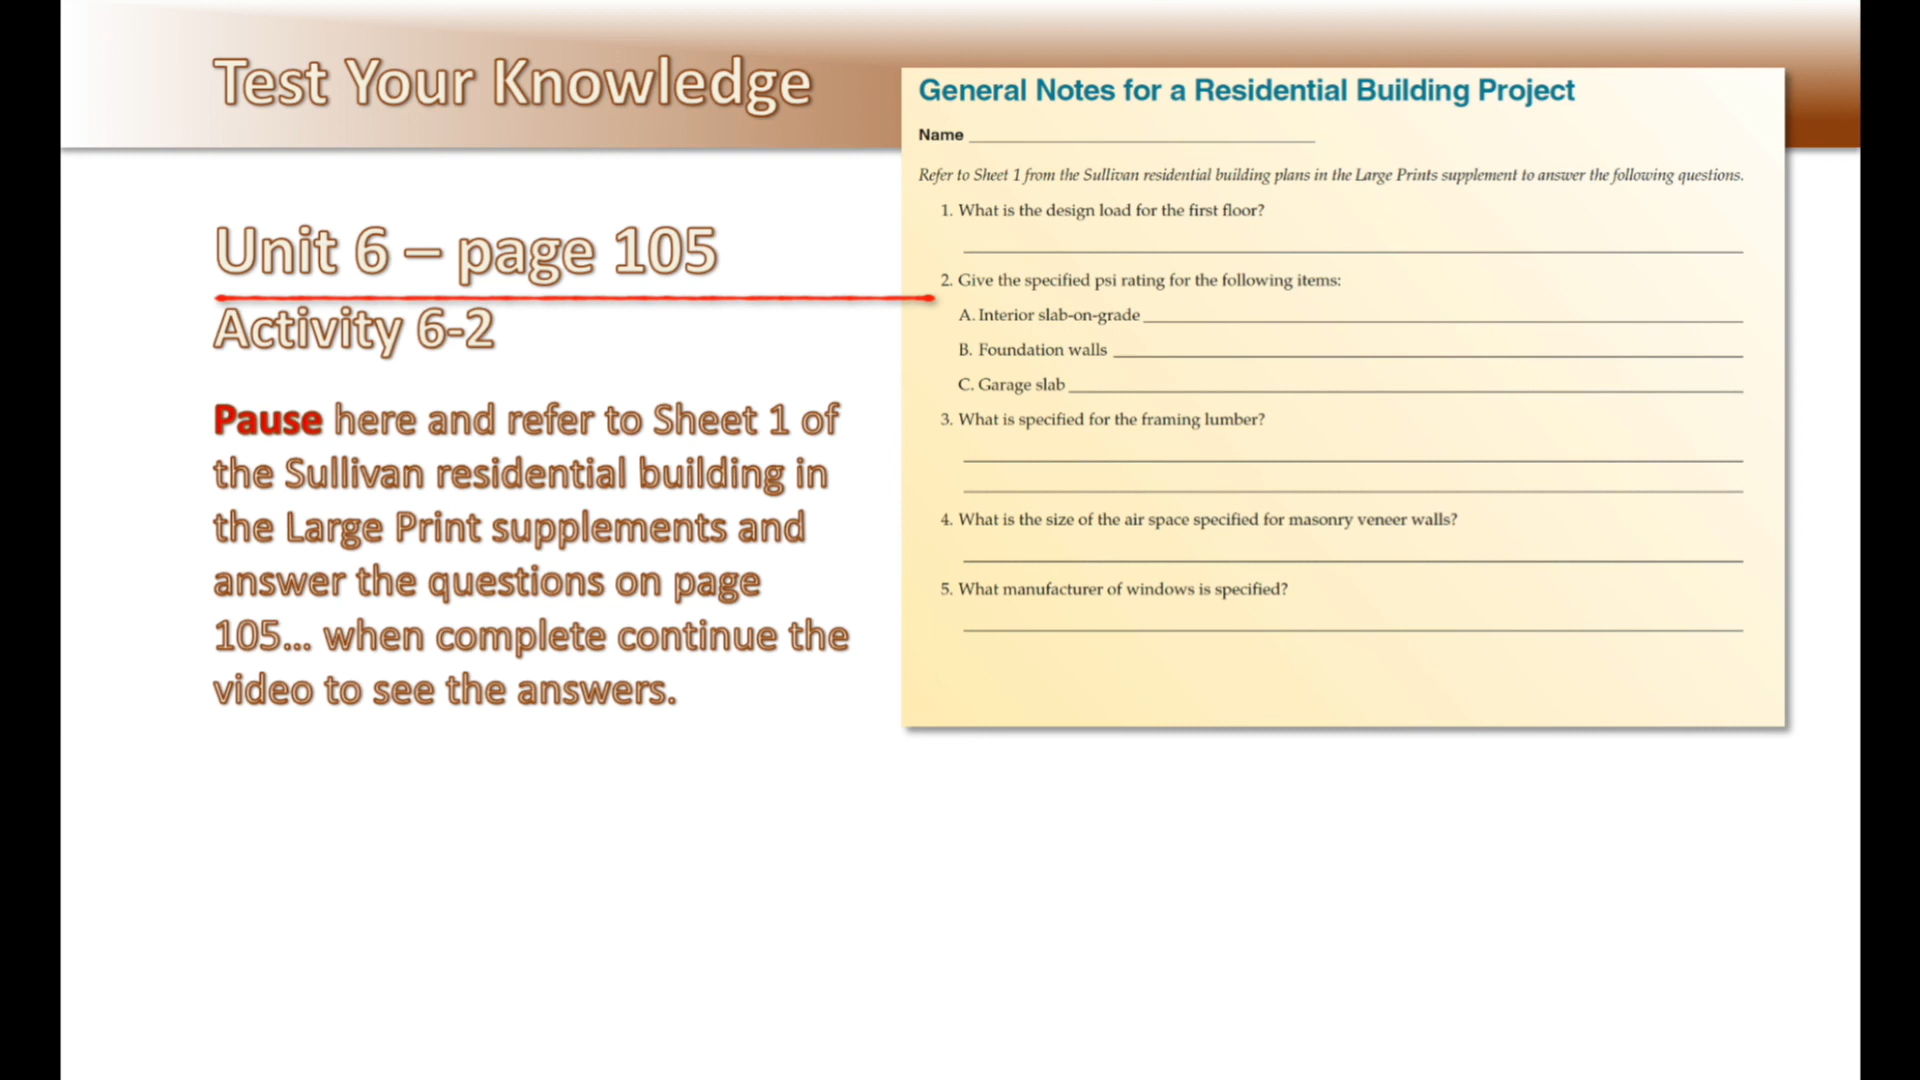 Test Your Knowledge
Unit 6 – page 105
Activity 6-2
Pause here and refer to Sheet 1 of
the Sullivan residential building in
the Large Print supplements and
answer the questions on page
105... when complete continue the
video to see the answers.
General Notes for a Residential Building Project
Name
Refer to Sheet 1 from the Sullivan residential building plans in the Large Prints supplement to answer the following questions.
1. What is the design load for the first floor?
2. Give the specified psi rating for the following items:
A. Interior slab-on-grade
B. Foundation walls
C. Garage slab
3. What is specified for the framing lumber?
4. What is the size of the air space specified for masonry veneer walls?
5. What manufacturer of windows is specified?